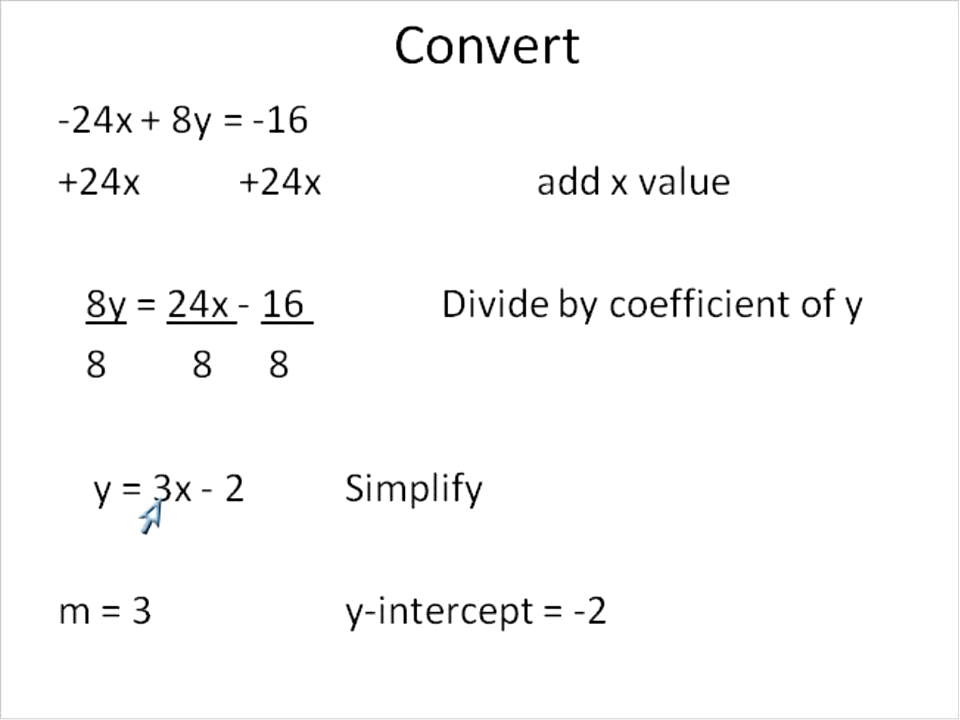 Convert
-24x + 8y = -16
+24x +24x add x value
8y = 24x - 16 Divide by coefficient of y
8 8 8
y = 3x - 2 Simplify
m = 3 y-intercept = -2